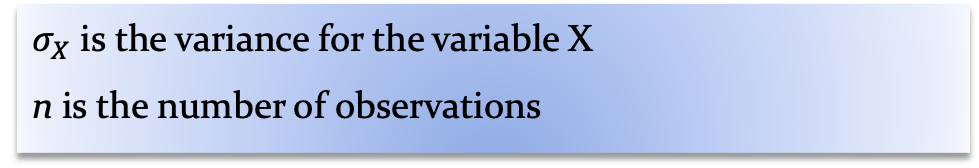 σ_X is the variance for the variable X
n is the number of observations